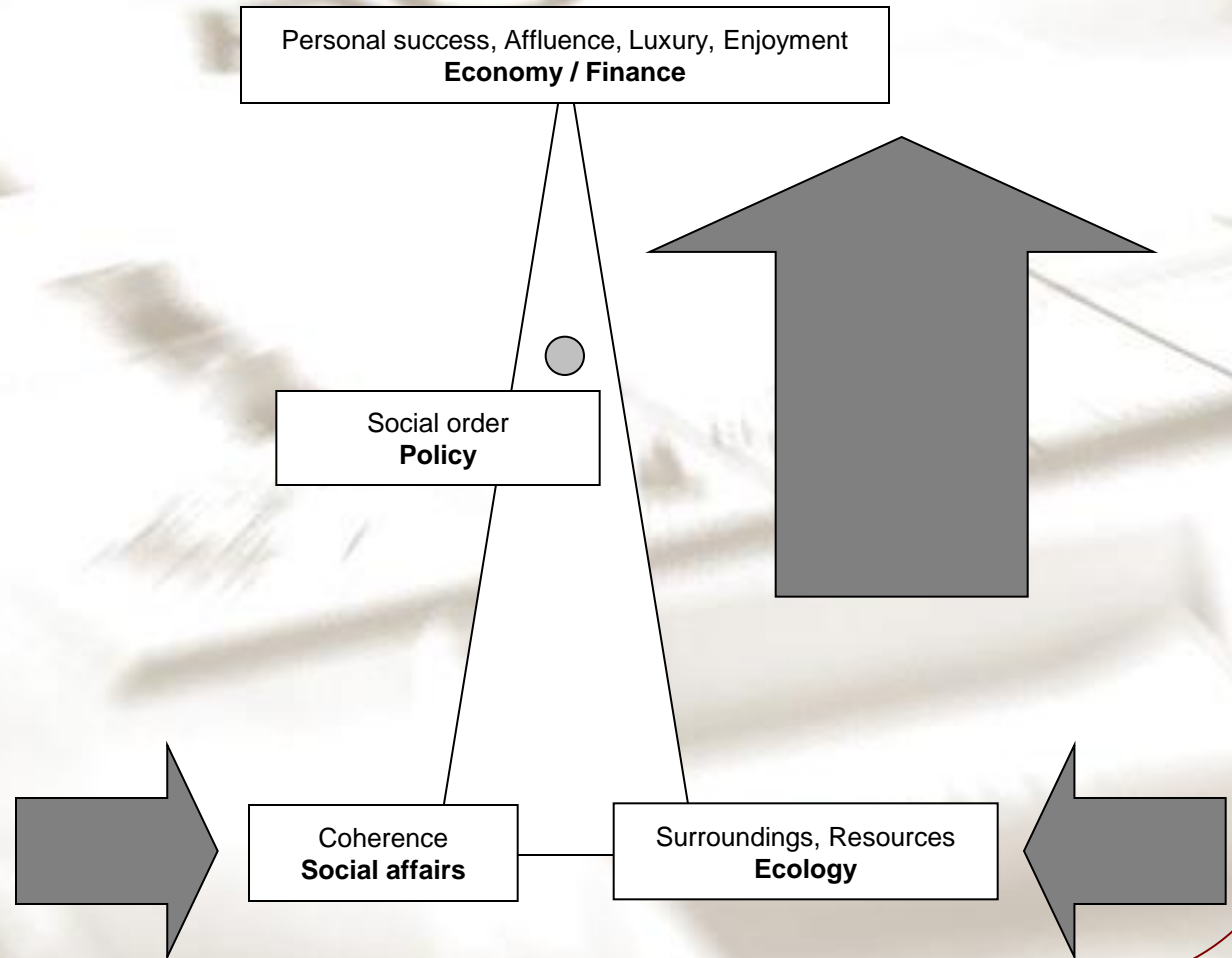 Personal success, Affluence, Luxury, Enjoyment
Economy / Finance
Social order
Policy
Coherence
Social affairs
Surroundings, Resources
Ecology